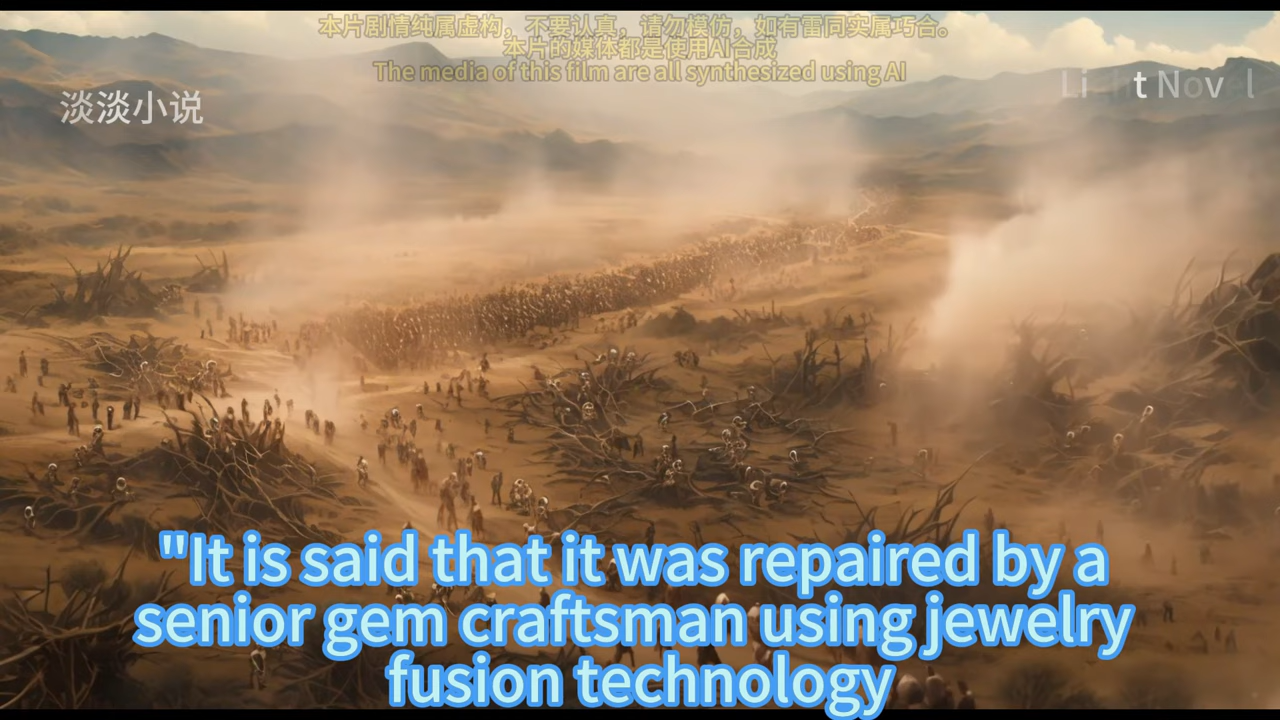 本片剧情纯属虚构，不要认真，请勿模仿，如有雷同实属巧合。
本片的媒体都是使用AI合成
The media of this film are all synthesized using AI
淡淡小说
Light Novel
"It is said that it was repaired by a
senior gem craftsman using jewelry
fusion technology